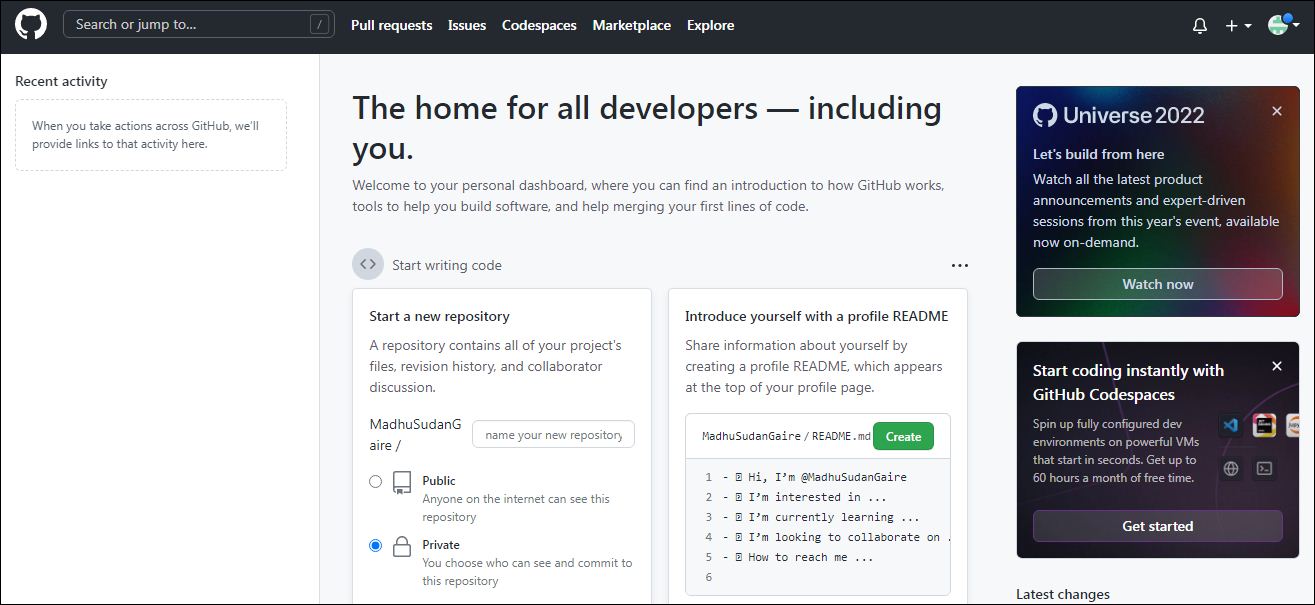 Search or jump to...
/
Pull requests
Issues
Codespaces
Marketplace
Explore
Recent activity
When you take actions across GitHub, we'll
provide links to that activity here.
The home for all developers — including
you.
Welcome to your personal dashboard, where you can find an introduction to how GitHub works,
tools to help you build software, and help merging your first lines of code.
Start writing code
Start a new repository
A repository contains all of your project's
files, revision history, and collaborator
discussion.
MadhuSudanG
aire /
name your new repository
Public
Anyone on the internet can see this
repository
Private
You choose who can see and commit to
this repository
Introduce yourself with a profile README
Share information about yourself by
creating a profile README, which appears
at the top of your profile page.
MadhuSudanGaire / README.md
Create
1 - Hi, I'm @MadhuSudanGaire
2 - I'm interested in ...
3 - I'm currently learning ...
4 - I'm looking to collaborate on .
5 - How to reach me ...
6
Universe 2022
Let's build from here
Watch all the latest product
announcements and expert-driven
sessions from this year's event, available
now on-demand.
Watch now
Start coding instantly with
GitHub Codespaces
Spin up fully configured dev
environments on powerful VMs
that start in seconds. Get up to
60 hours a month of free time.
Get started
Latest changes